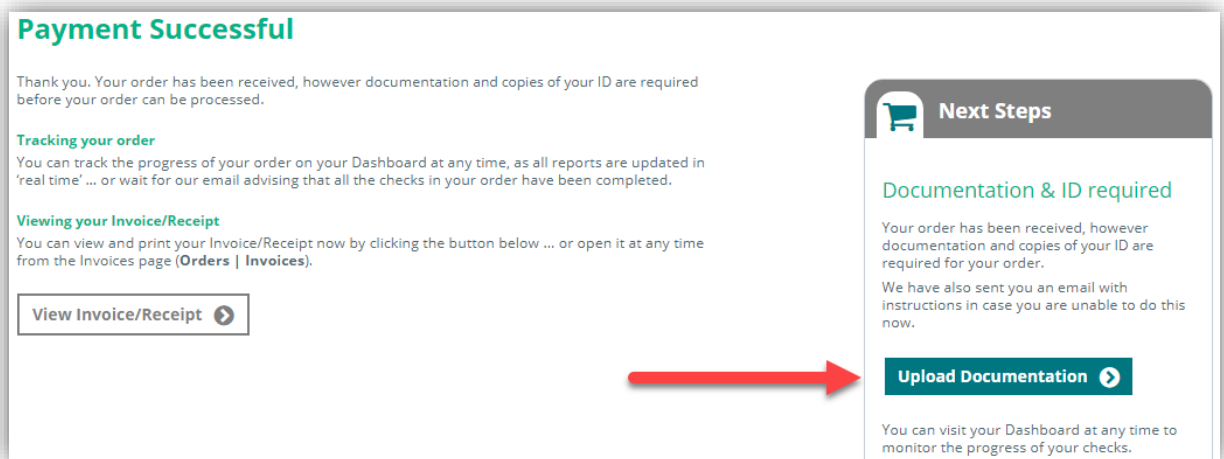 Payment Successful
Thank you. Your order has been received, however documentation and copies of your ID are required
before your order can be processed.
Tracking your order
You can track the progress of your order on your Dashboard at any time, as all reports are updated in
‘real time’ ... or wait for our email advising that all the checks in your order have been completed.
Viewing your Invoice/Receipt
You can view and print your Invoice/Receipt now by clicking the button below ... or open it at any time
from the Invoices page (Orders | Invoices).
View Invoice/Receipt
Next Steps
Documentation & ID required
Your order has been received, however
documentation and copies of your ID are
required for your order.
We have also sent you an email with
instructions in case you are unable to do this
now.
Upload Documentation
You can visit your Dashboard at any time to
monitor the progress of your checks.